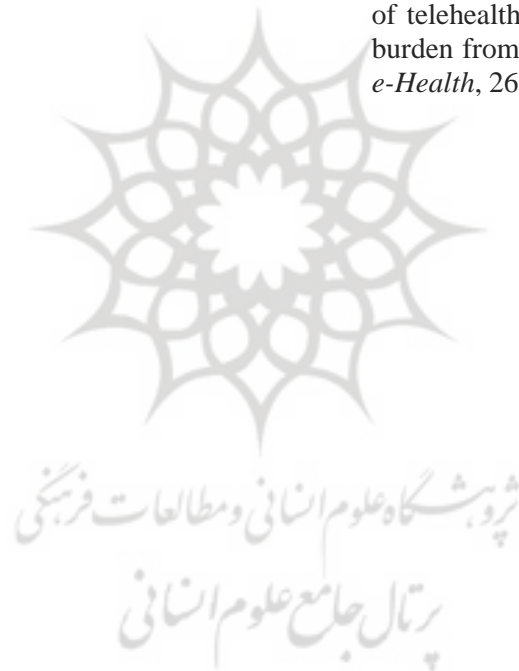 of telehealth
burden from
e-Health, 26
پژوهشگاه علوم انسانی و مطالعات فرهنگی
پرتال جامع علوم انسانی